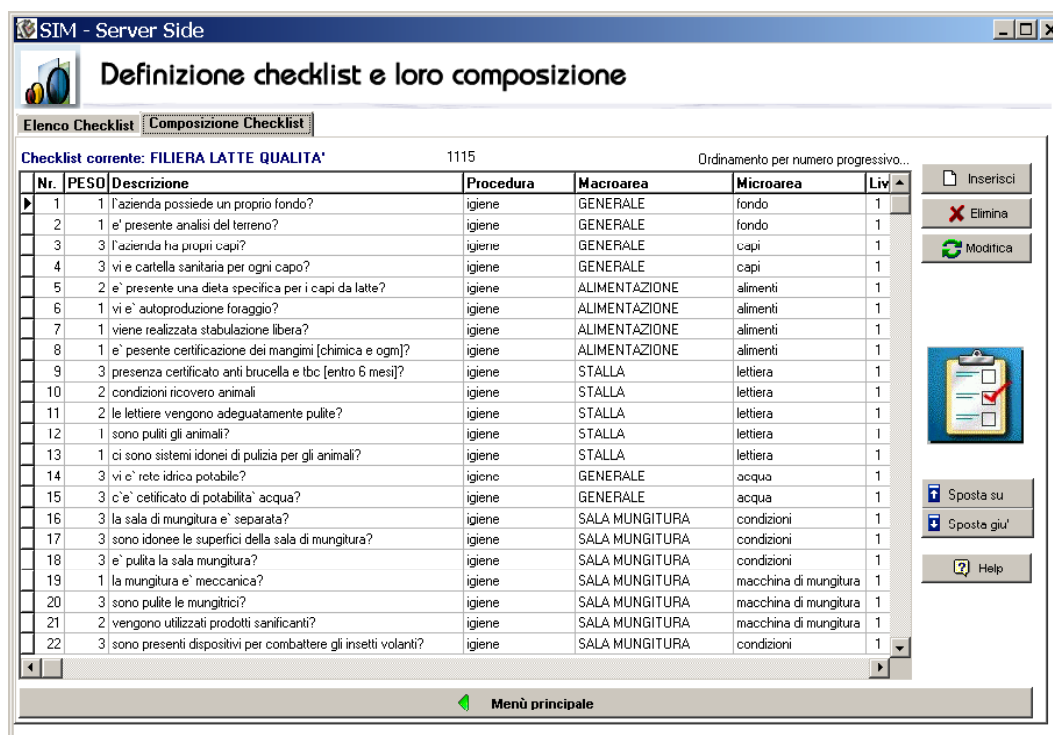 SIM - Server Side
Definizione checklist e loro composizione
Elenco Checklist Composizione Checklist
Checklist corrente: FILIERA LATTE QUALITA' 1115 Ordinamento per numero progressivo...
Nr. PESO Descrizione Procedura Macroarea Microarea Liv
1 1 l'azienda possiede un proprio fondo? igiene GENERALE fondo 1
2 1 e' presente analisi del terreno? igiene GENERALE fondo 1
3 3 l'azienda ha propri capi? igiene GENERALE capi 1
4 3 vi e cartella sanitaria per ogni capo? igiene GENERALE capi 1
5 2 e` presente una dieta specifica per i capi da latte? igiene ALIMENTAZIONE alimenti 1
6 1 vi e` autoproduzione foraggio? igiene ALIMENTAZIONE alimenti 1
7 1 viene realizzata stabulazione libera? igiene ALIMENTAZIONE alimenti 1
8 1 e` pesente certificazione dei mangimi [chimica e ogm]? igiene ALIMENTAZIONE alimenti 1
9 3 presenza certificato anti brucella e tbc [entro 6 mesi]? igiene STALLA lettiera 1
10 2 condizioni ricovero animali igiene STALLA lettiera 1
11 2 le lettiere vengono adeguatamente pulite? igiene STALLA lettiera 1
12 1 sono puliti gli animali? igiene STALLA lettiera 1
13 1 ci sono sistemi idonei di pulizia per gli animali? igiene STALLA lettiera 1
14 3 vi e` rete idrica potabile? igiene GENERALE acqua 1
15 3 c`e` cetificato di potabilita` acqua? igiene GENERALE acqua 1
16 3 la sala di mungitura e` separata? igiene SALA MUNGITURA condizioni 1
17 3 sono idonee le superfici della sala di mungitura? igiene SALA MUNGITURA condizioni 1
18 3 e` pulita la sala mungitura? igiene SALA MUNGITURA condizioni 1
19 1 la mungitura e` meccanica? igiene SALA MUNGITURA macchina di mungitura 1
20 3 sono pulite le mungitrici? igiene SALA MUNGITURA macchina di mungitura 1
21 2 vengono utilizzati prodotti sanificanti? igiene SALA MUNGITURA macchina di mungitura 1
22 3 sono presenti dispositivi per combattere gli insetti volanti? igiene SALA MUNGITURA condizioni 1
Inserisci
Elimina
Modifica
Sposta su
Sposta giu'
Help
Menù principale